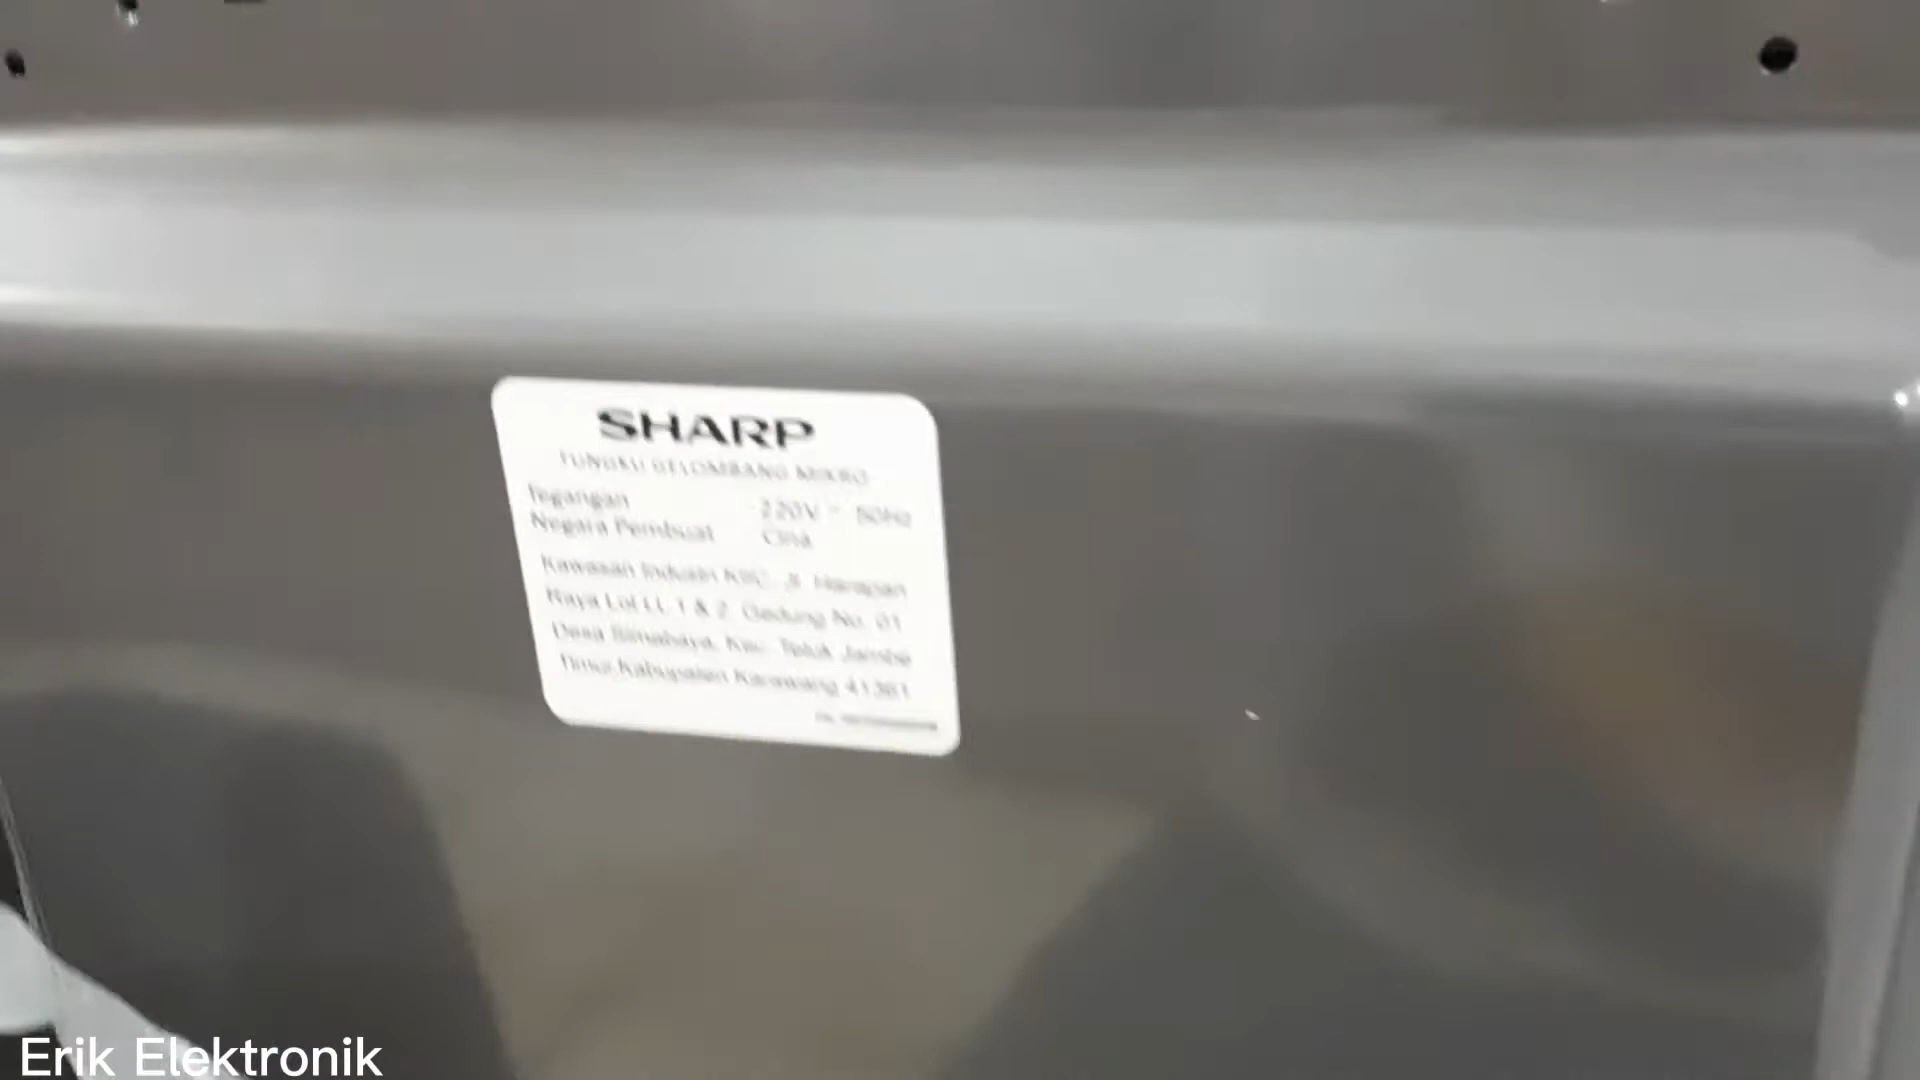 SHARP
TUNGKU GELOMBANG MIKRO
Tegangan 220V ~ 50Hz
Negara Pembuat Cina
Kawasan Industri KIIC, Jl. Harapan
Raya Lot LL 1 & 2 Gedung No. 01
Desa Sirnabaya, Kec. Teluk Jambe
Timur, Kabupaten Karawang 41361
Erik Elektronik